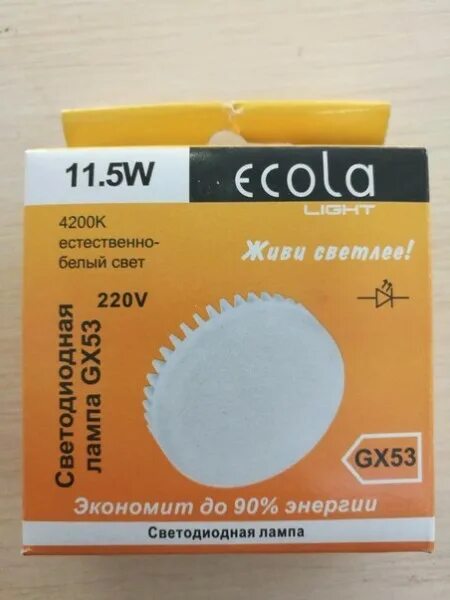 11.5W
ecola
LIGHT
4200K
естественно-
белый свет
Живи светлее!
220V
Светодиодная
лампа GX53
GX53
Экономит до 90% энергии
Светодиодная лампа